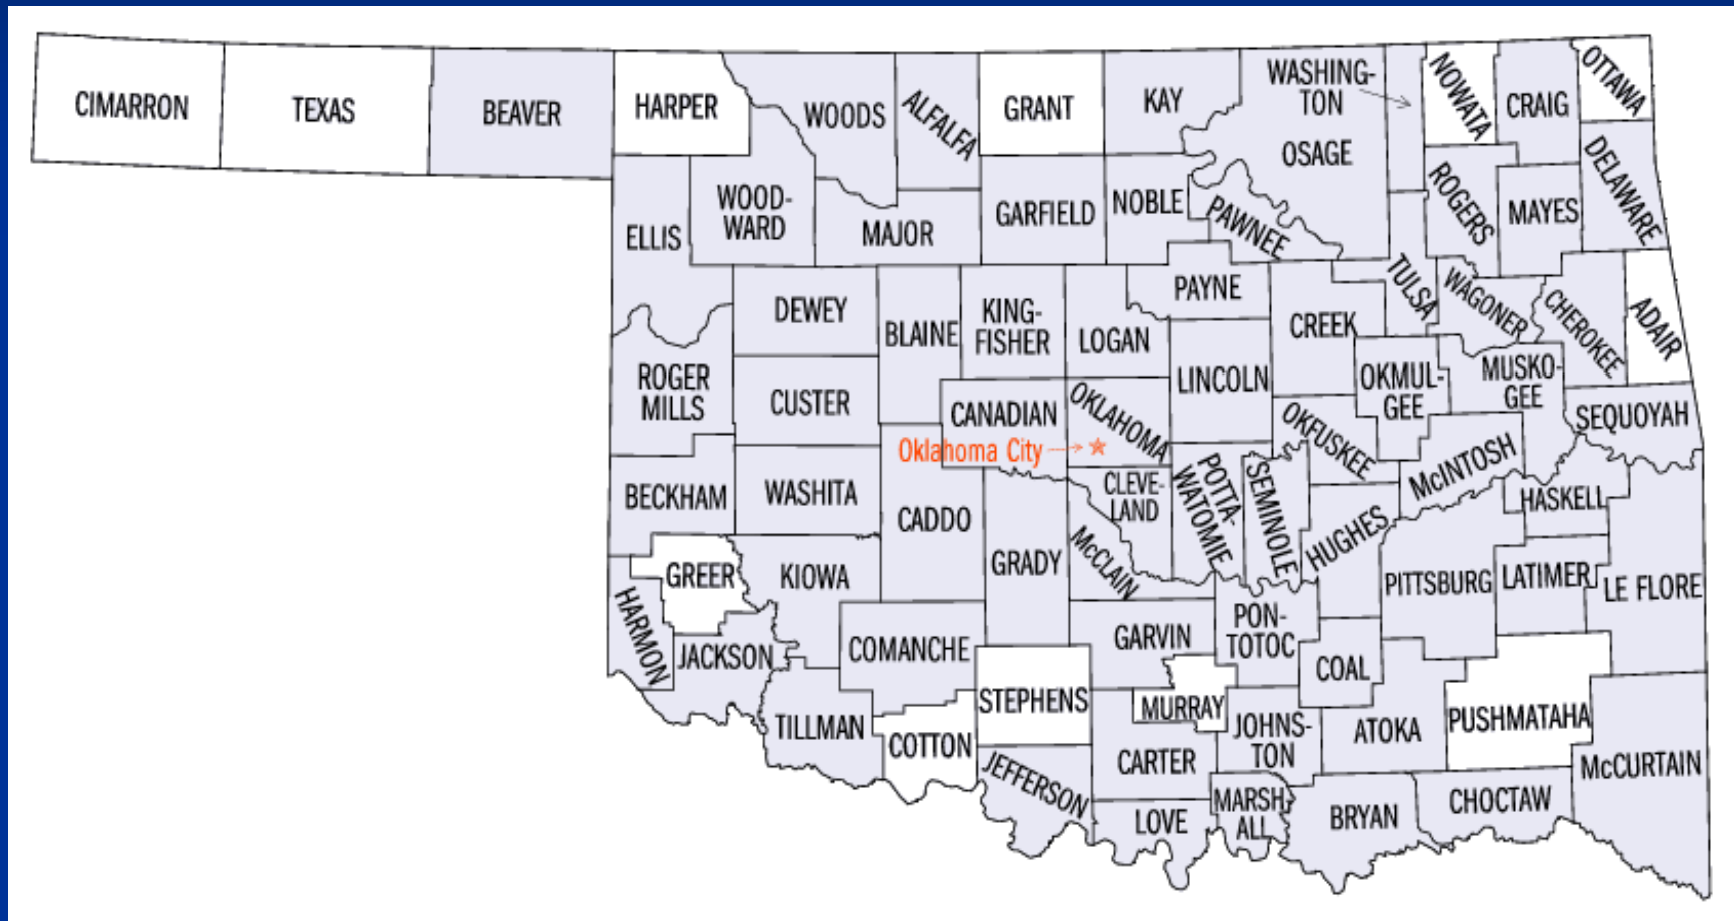 CIMARRON
TEXAS
BEAVER
HARPER
WOODS
ALFALFA
GRANT
KAY
WASHING-
TON
OSAGE
NOWATA
CRAIG
OTTAWA
DELAWARE
ELLIS
WOOD-
WARD
MAJOR
GARFIELD
NOBLE
PAWNEE
ROGERS
MAYES
DEWEY
BLAINE
KING-
FISHER
LOGAN
PAYNE
CREEK
TULSA
WAGONER
CHEROKEE
ADAIR
ROGER
MILLS
CUSTER
CANADIAN
OKLAHOMA
LINCOLN
OKMUL-
GEE
MUSKO-
GEE
SEQUOYAH
Oklahoma City
OKFUSKEE
BECKHAM
WASHITA
CADDO
GRADY
CLEVE-
LAND
McCLAIN
POTTA-
WATOMIE
SEMINOLE
HUGHES
McINTOSH
HASKELL
GREER
KIOWA
PITTSBURG
LATIMER
LE FLORE
HARMON
JACKSON
COMANCHE
GARVIN
PON-
TOTOC
COAL
TILLMAN
COTTON
STEPHENS
MURRAY
JOHNS-
TON
ATOKA
PUSHMATAHA
JEFFERSON
CARTER
LOVE
MARSH-
ALL
BRYAN
CHOCTAW
McCURTAIN